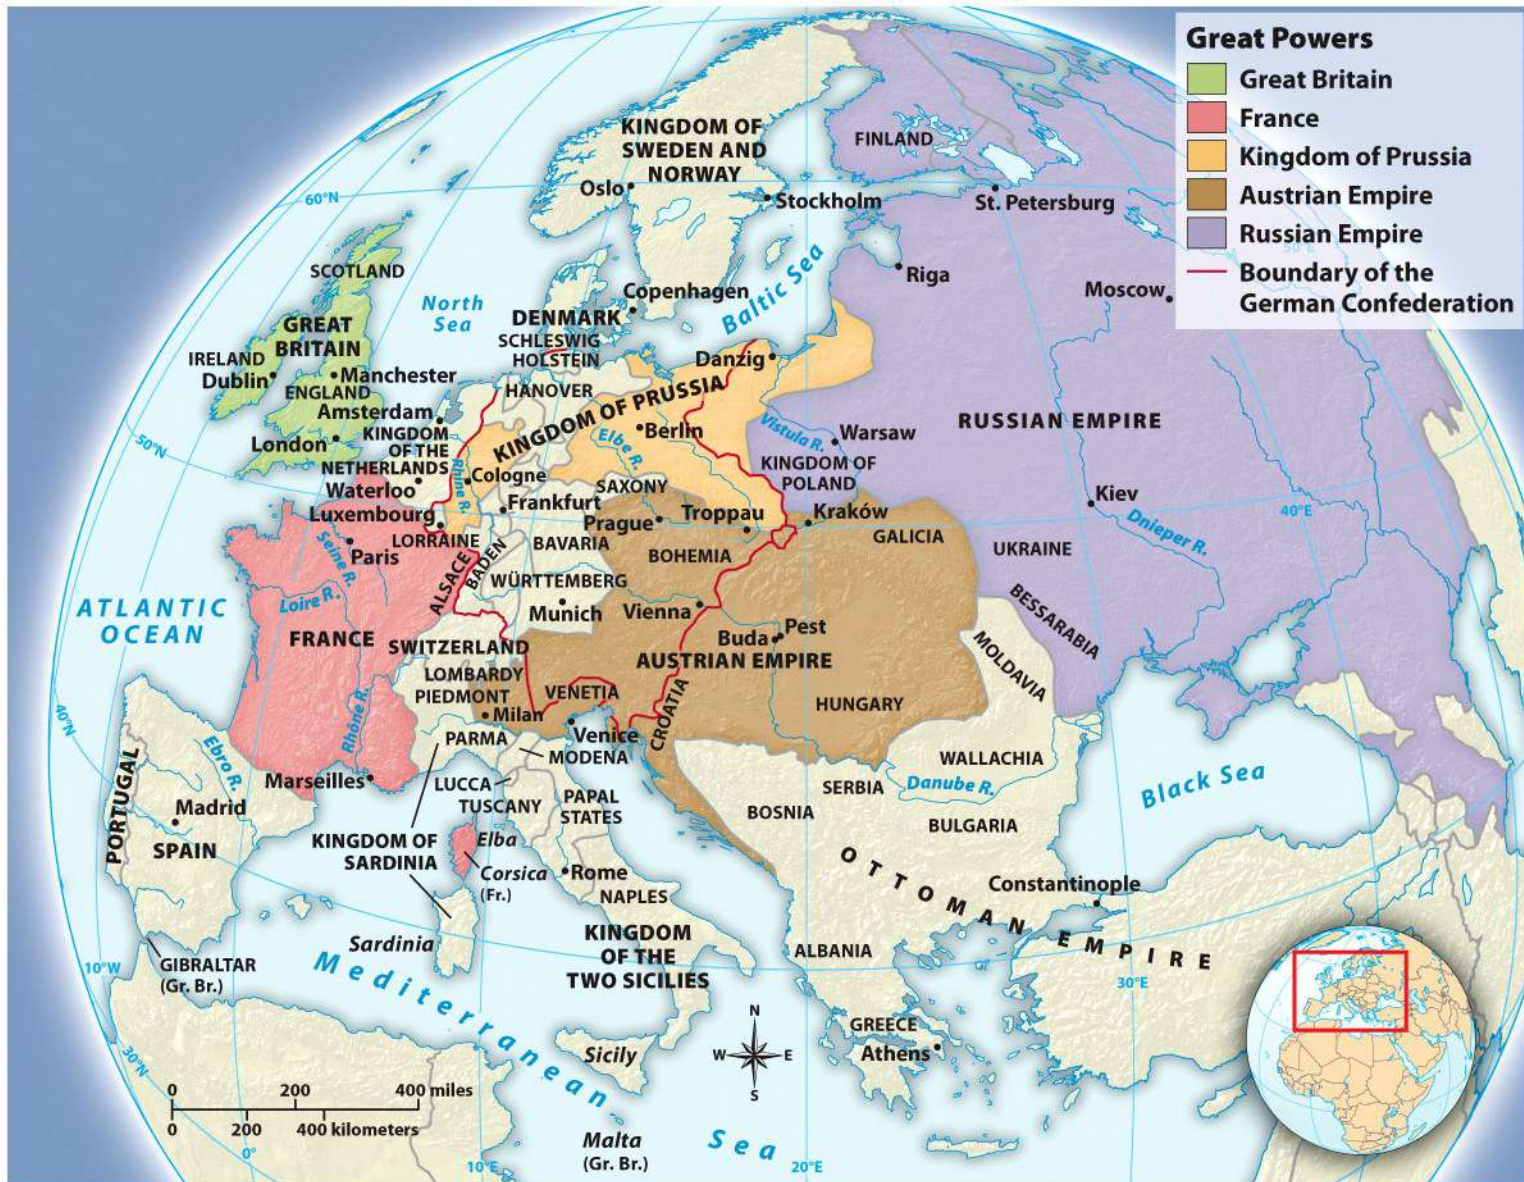 Great Powers
Great Britain
France
Kingdom of Prussia
Austrian Empire
Russian Empire
Boundary of the
German Confederation
50°E
FINLAND
KINGDOM OF
SWEDEN AND
NORWAY
Oslo
Stockholm
St. Petersburg
60°N
SCOTLAND
North
Sea
Baltic Sea
Riga
Moscow
Copenhagen
DENMARK
SCHLESWIG
HOLSTEIN
GREAT
BRITAIN
IRELAND
Dublin
Manchester
ENGLAND
Danzig
HANOVER
KINGDOM OF PRUSSIA
Amsterdam
London
KINGDOM
OF THE
NETHERLANDS
Waterloo
Rhine R.
Cologne
Elbe R.
Berlin
Vistula R.
Warsaw
KINGDOM OF
POLAND
RUSSIAN EMPIRE
50°N
Luxembourg
Frankfurt
SAXONY
Prague
Troppau
Kraków
Kiev
Dnieper R.
40°E
GALICIA
UKRAINE
LORRAINE
Seine R.
Paris
ALSACE
BADEN
BAVARIA
BOHEMIA
WÜRTTEMBERG
Munich
Vienna
Loire R.
ATLANTIC
OCEAN
FRANCE
SWITZERLAND
Buda
Pest
AUSTRIAN EMPIRE
BESSARABIA
MOLDAVIA
LOMBARDY
PIEDMONT
VENETIA
Milan
Venice
CROATIA
HUNGARY
Rhône R.
40°N
PORTUGAL
Ebro R.
Marseilles
PARMA
MODENA
LUCCA
TUSCANY
PAPAL
STATES
WALLACHIA
SERBIA
Danube R.
BOSNIA
BULGARIA
Black Sea
Madrid
SPAIN
KINGDOM OF
SARDINIA
Elba
Corsica
(Fr.)
Rome
NAPLES
OTTOMAN EMPIRE
Constantinople
Sardinia
KINGDOM
OF THE
TWO SICILIES
ALBANIA
10°W
GIBRALTAR
(Gr. Br.)
Mediterranean
Sea
30°E
GREECE
Athens
Sicily
N
W
E
S
30°N
0 200 400 miles
0 200 400 kilometers
Malta
(Gr. Br.)
0°
10°E
20°E